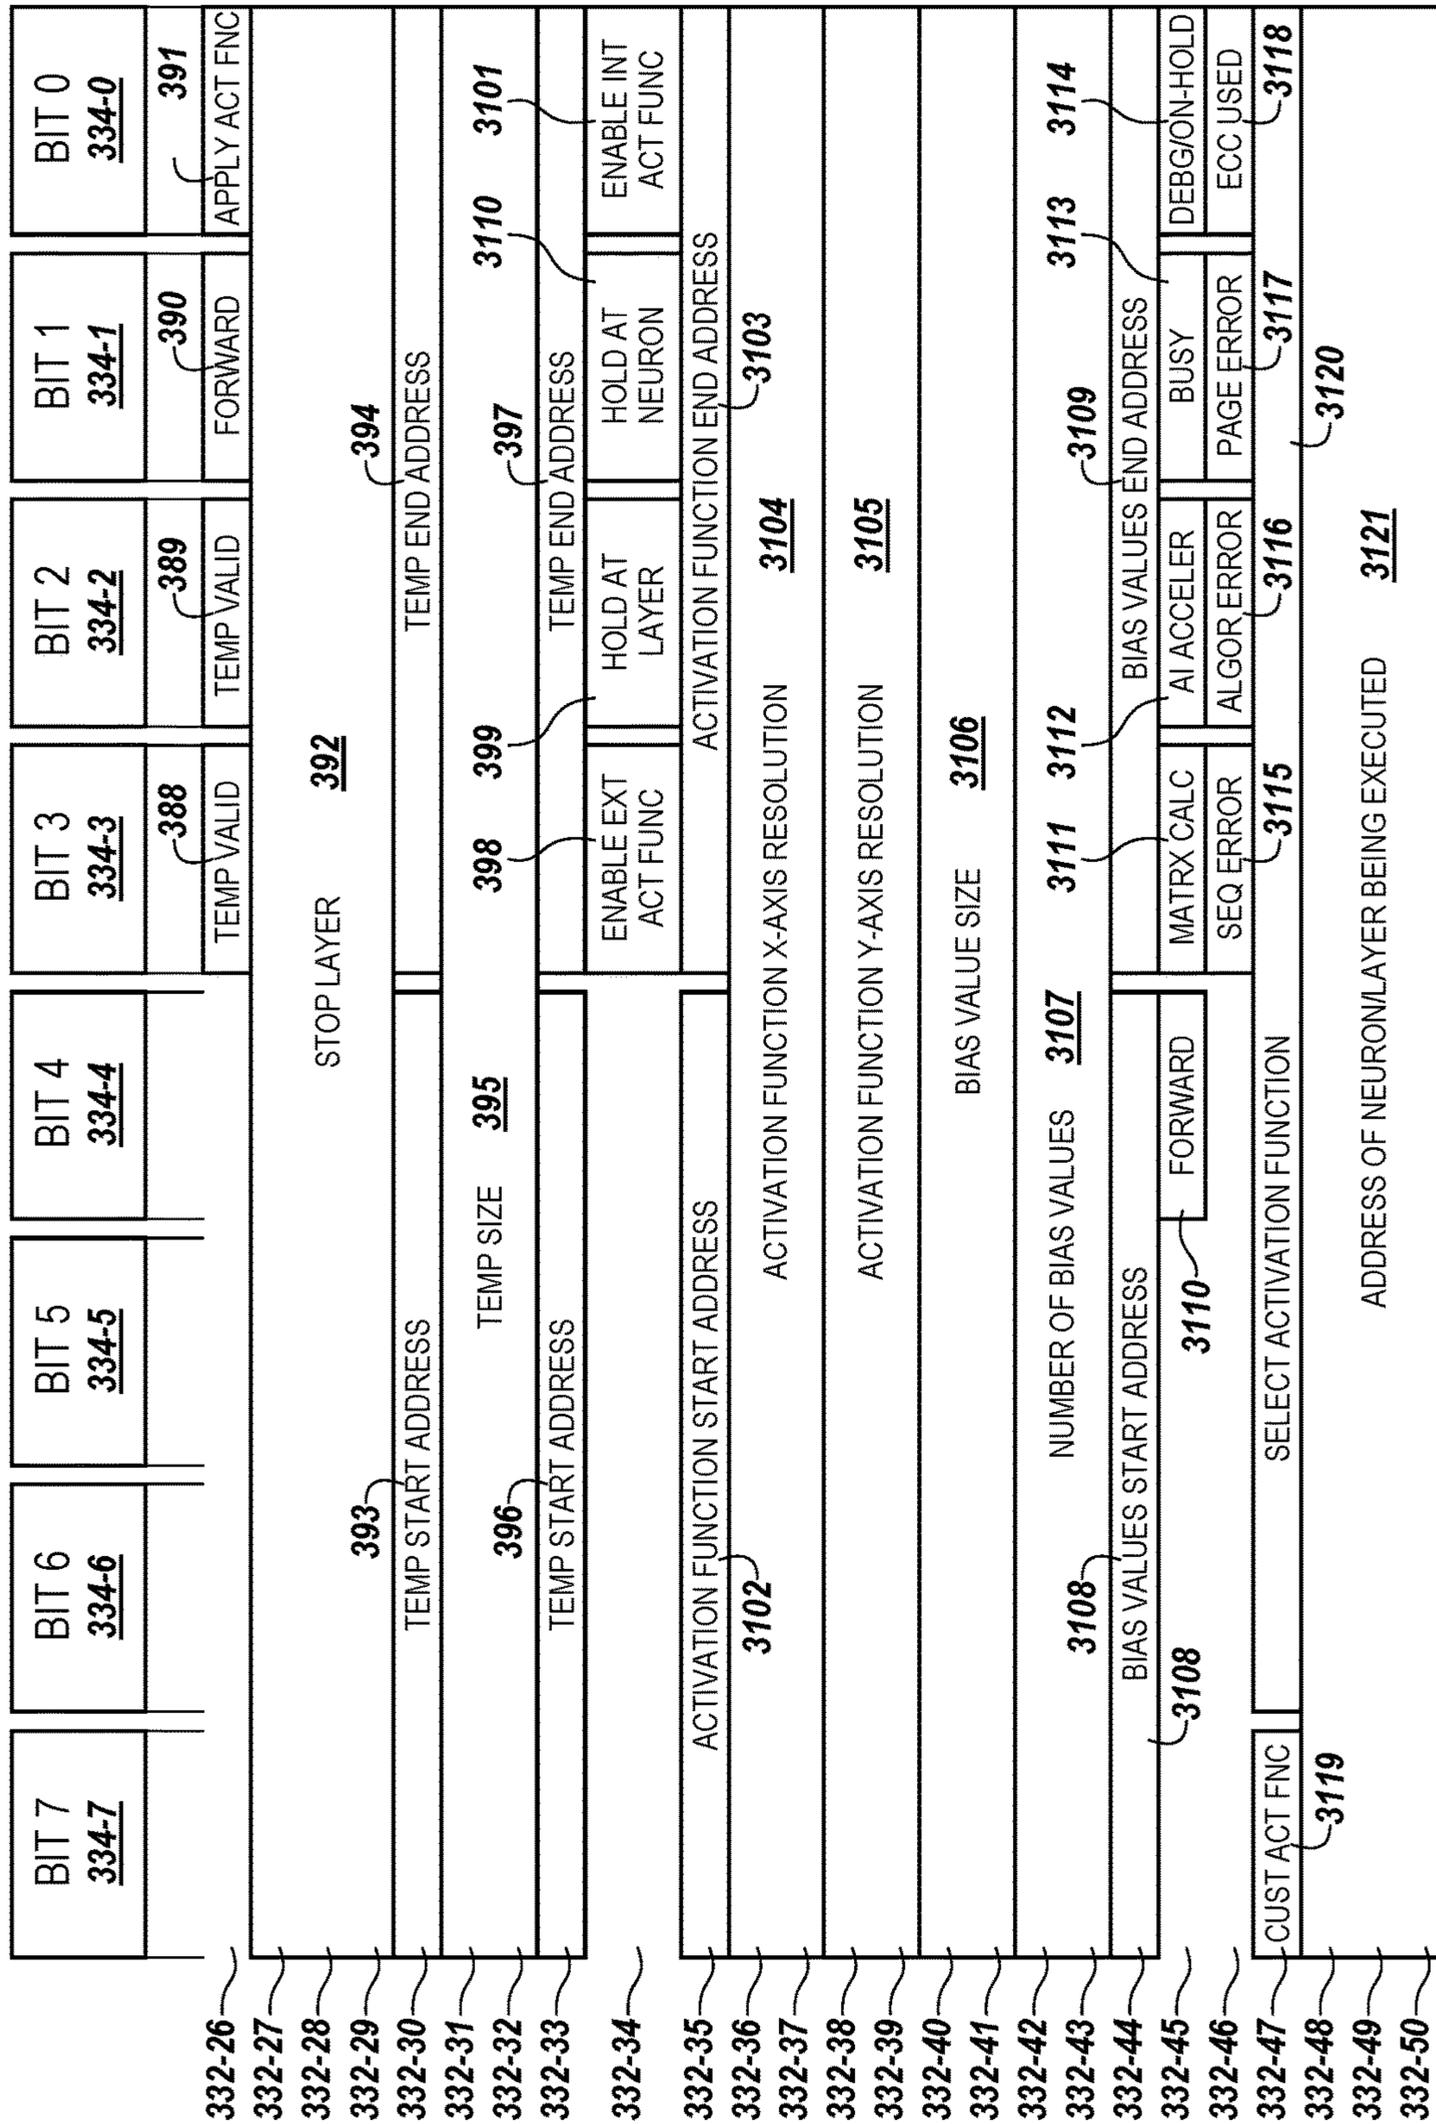 BIT 7 BIT 6 BIT 5 BIT 4 BIT 3 BIT 2 BIT 1 BIT 0
334-7 334-6 334-5 334-4 334-3 334-2 334-1 334-0
388 389 390 391
332-26 TEMP VALID TEMP VALID FORWARD APPLY ACT FNC
332-27
332-28 STOP LAYER 392
332-29 393 394
332-30 TEMP START ADDRESS TEMP END ADDRESS
332-31
TEMP SIZE 395
332-32 396 398 399 397 3110 3101
332-33 TEMP START ADDRESS TEMP END ADDRESS
332-34
ENABLE EXT
ACT FUNC
HOLD AT
LAYER
HOLD AT
NEURON
ENABLE INT
ACT FUNC
332-35 ACTIVATION FUNCTION START ADDRESS ACTIVATION FUNCTION END ADDRESS
332-36 3102 3103
ACTIVATION FUNCTION X-AXIS RESOLUTION 3104
332-37
332-38
ACTIVATION FUNCTION Y-AXIS RESOLUTION 3105
332-39
332-40
BIAS VALUE SIZE 3106
332-41
332-42
NUMBER OF BIAS VALUES 3107
332-43 3108 3111 3112 3109 3113 3114
332-44 BIAS VALUES START ADDRESS BIAS VALUES END ADDRESS
332-45 3108 3110 FORWARD MATRX CALC AI ACCELER BUSY DEBG/ON-HOLD
332-46 SEQ ERROR ALGOR ERROR PAGE ERROR ECC USED
332-47 CUST ACT FNC SELECT ACTIVATION FUNCTION 3115 3116 3117 3118
332-48 3119 3120
332-49 ADDRESS OF NEURON/LAYER BEING EXECUTED 3121
332-50